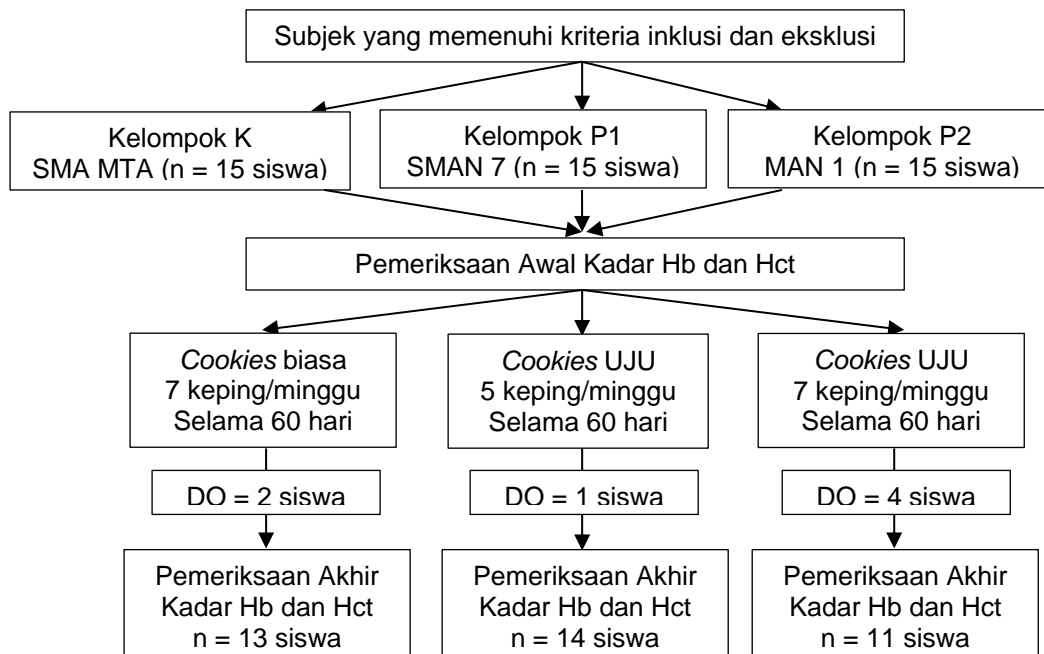 Subjek yang memenuhi kriteria inklusi dan eksklusi
Kelompok K
SMA MTA (n = 15 siswa)
Kelompok P1
SMAN 7 (n = 15 siswa)
Kelompok P2
MAN 1 (n = 15 siswa)
Pemeriksaan Awal Kadar Hb dan Hct
Cookies biasa
7 keping/minggu
Selama 60 hari
Cookies UJU
5 keping/minggu
Selama 60 hari
Cookies UJU
7 keping/minggu
Selama 60 hari
DO = 2 siswa
DO = 1 siswa
DO = 4 siswa
Pemeriksaan Akhir
Kadar Hb dan Hct
n = 13 siswa
Pemeriksaan Akhir
Kadar Hb dan Hct
n = 14 siswa
Pemeriksaan Akhir
Kadar Hb dan Hct
n = 11 siswa